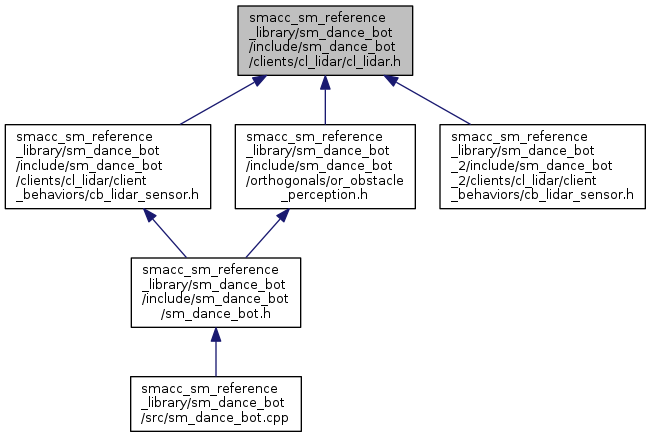 smacc_sm_reference
_library/sm_dance_bot
/include/sm_dance_bot
/clients/cl_lidar/cl_lidar.h
smacc_sm_reference
_library/sm_dance_bot
/include/sm_dance_bot
/clients/cl_lidar/client
_behaviors/cb_lidar_sensor.h
smacc_sm_reference
_library/sm_dance_bot
/include/sm_dance_bot
/orthogonals/or_obstacle
_perception.h
smacc_sm_reference
_library/sm_dance_bot
_2/include/sm_dance_bot
_2/clients/cl_lidar/client
_behaviors/cb_lidar_sensor.h
smacc_sm_reference
_library/sm_dance_bot
/include/sm_dance_bot
/sm_dance_bot.h
smacc_sm_reference
_library/sm_dance_bot
/src/sm_dance_bot.cpp